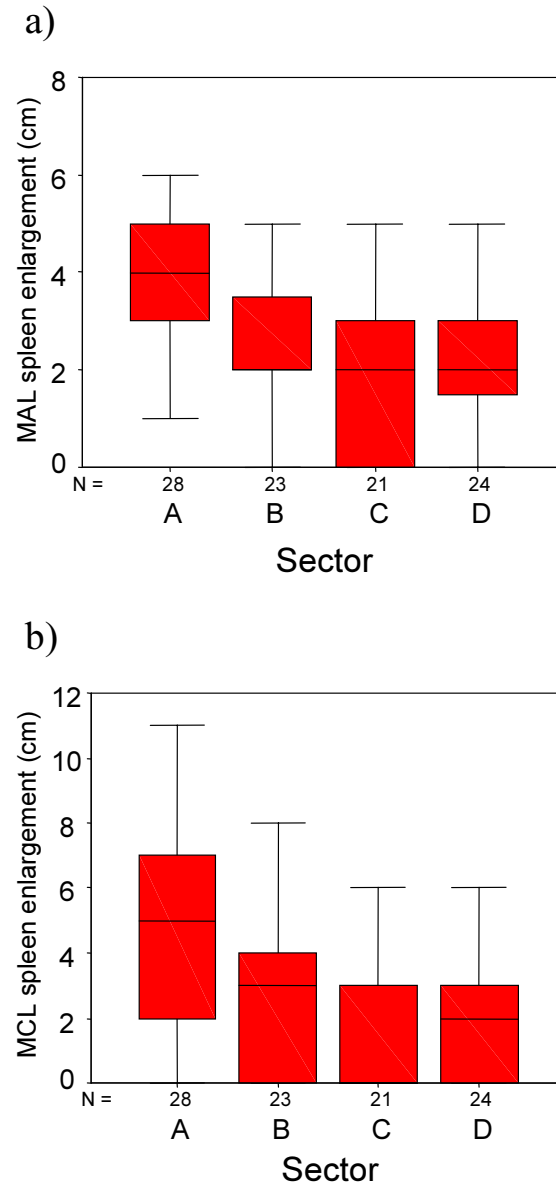 a)
MAL spleen enlargement (cm)
8
6
4
2
0
N = 28 23 21 24
A B C D
Sector
b)
MCL spleen enlargement (cm)
12
10
8
6
4
2
0
N = 28 23 21 24
A B C D
Sector